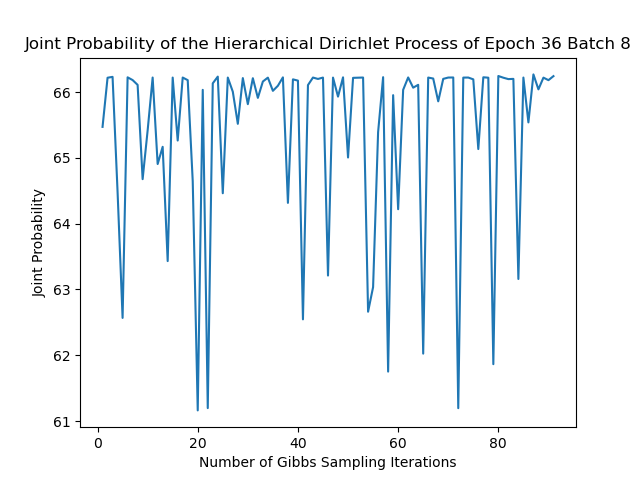 Joint Probability of the Hierarchical Dirichlet Process of Epoch 36 Batch 8
66
65
64
63
62
61
Joint Probability
0 20 40 60 80
Number of Gibbs Sampling Iterations